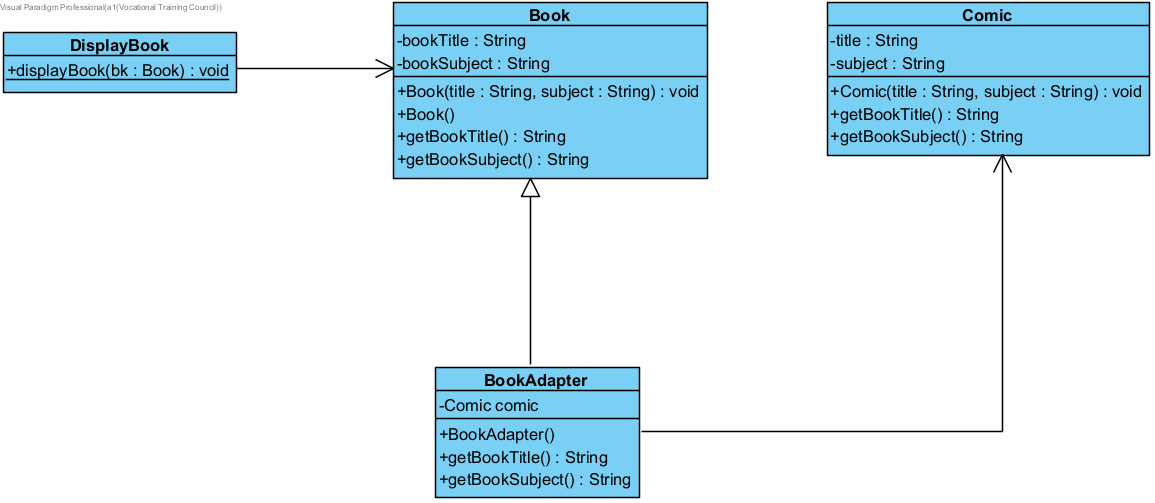 Visual Paradigm Professional(a1(Vocational Training Council))
DisplayBook
+displayBook(bk : Book) : void
Book
-bookTitle : String
-bookSubject : String
+Book(title : String, subject : String) : void
+Book()
+getBookTitle() : String
+getBookSubject() : String
Comic
-title : String
-subject : String
+Comic(title : String, subject : String) : void
+getBookTitle() : String
+getBookSubject() : String
BookAdapter
-Comic comic
+BookAdapter()
+getBookTitle() : String
+getBookSubject() : String